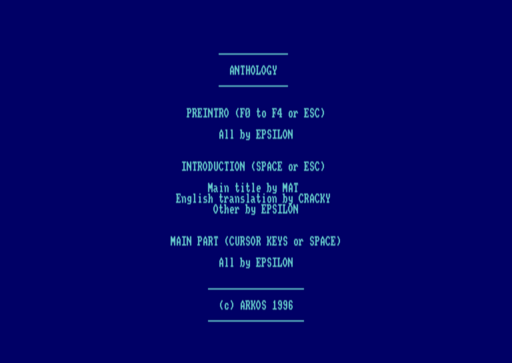 ANTHOLOGY
PREINTRO (F0 to F4 or ESC)
All by EPSILON
INTRODUCTION (SPACE or ESC)
Main title by MAT
English translation by CRACKY
Other by EPSILON
MAIN PART (CURSOR KEYS or SPACE)
All by EPSILON
(c) ARKOS 1996